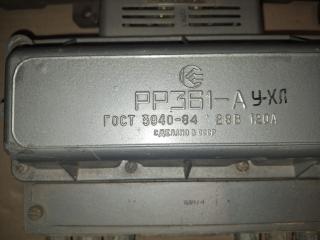 РР361-А У-ХЛ
ГОСТ 3940-84 28В 120А
СДЕЛАНО В СССР